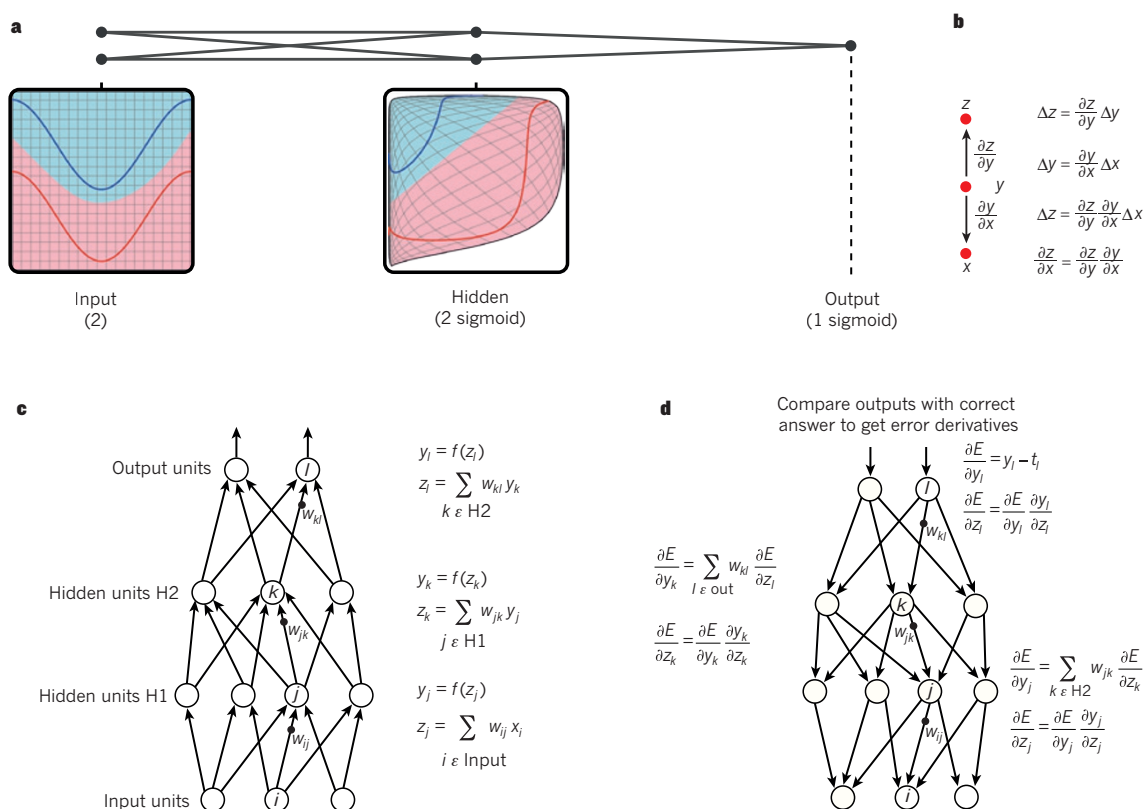 a
Input
(2)
Hidden
(2 sigmoid)
Output
(1 sigmoid)
b
z
∂z/∂y
y
∂y/∂x
x
Δz = ∂z/∂y Δy
Δy = ∂y/∂x Δx
Δz = ∂z/∂y ∂y/∂x Δx
∂z/∂x = ∂z/∂y ∂y/∂x
c
Output units
l
w_kl
y_l = f(z_l)
z_l = ∑ w_kl y_k
k ε H2
Hidden units H2
k
w_jk
y_k = f(z_k)
z_k = ∑ w_jk y_j
j ε H1
Hidden units H1
j
w_ij
y_j = f(z_j)
z_j = ∑ w_ij x_i
i ε Input
Input units
i
d
Compare outputs with correct
answer to get error derivatives
l
w_kl
∂E/∂y_l = y_l − t_l
∂E/∂z_l = ∂E/∂y_l ∂y_l/∂z_l
∂E/∂y_k = ∑ w_kl ∂E/∂z_l
l ε out
∂E/∂z_k = ∂E/∂y_k ∂y_k/∂z_k
k
w_jk
∂E/∂y_j = ∑ w_jk ∂E/∂z_k
k ε H2
∂E/∂z_j = ∂E/∂y_j ∂y_j/∂z_j
j
w_ij
i